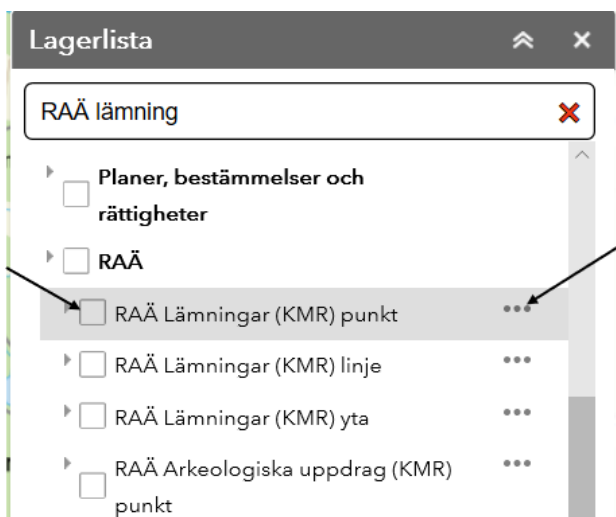 Lagerlista
RAÄ lämning
Planer, bestämmelser och
rättigheter
RAÄ
RAÄ Lämningar (KMR) punkt
RAÄ Lämningar (KMR) linje
RAÄ Lämningar (KMR) yta
RAÄ Arkeologiska uppdrag (KMR)
punkt